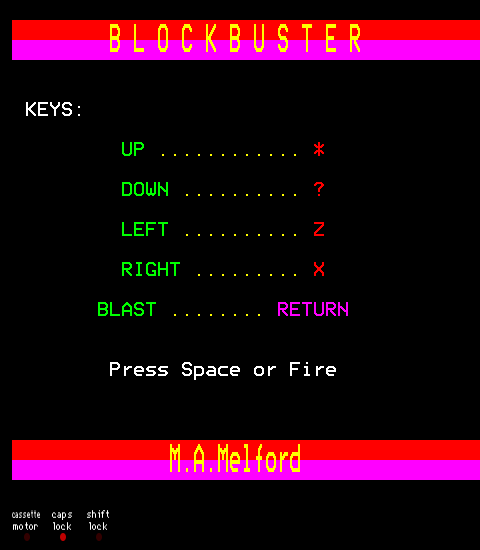 BLOCKBUSTER
KEYS:
UP ............ *
DOWN .......... ?
LEFT .......... Z
RIGHT ......... X
BLAST ........ RETURN
Press Space or Fire
M.A.Melford
cassette motor caps lock shift lock